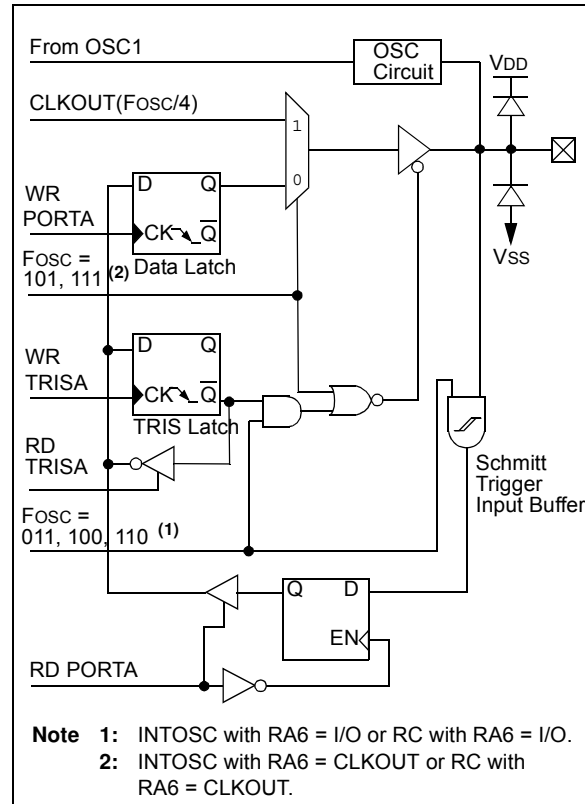 From OSC1
OSC
Circuit
VDD
CLKOUT(FOSC/4)
1
0
D Q
WR
PORTA
CK Q̅
Data Latch
VSS
FOSC =
101, 111 (2)
D Q
WR
TRISA
CK Q̅
TRIS Latch
RD
TRISA
Schmitt
Trigger
Input Buffer
FOSC =
011, 100, 110 (1)
Q D
EN
RD PORTA
Note 1: INTOSC with RA6 = I/O or RC with RA6 = I/O.
2: INTOSC with RA6 = CLKOUT or RC with
RA6 = CLKOUT.